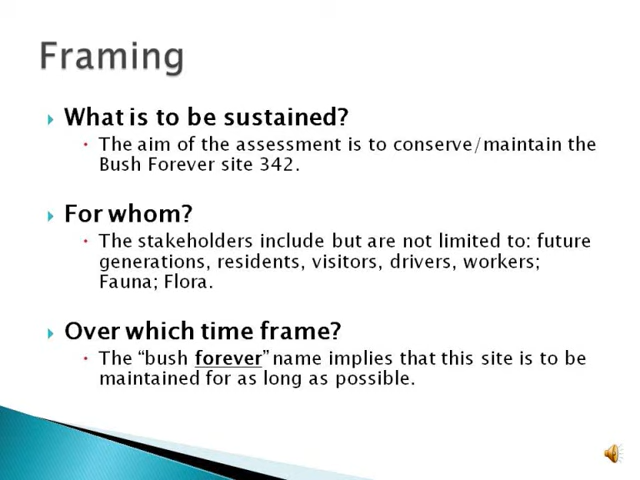 Framing
What is to be sustained?
The aim of the assessment is to conserve/maintain the
Bush Forever site 342.
For whom?
The stakeholders include but are not limited to: future
generations, residents, visitors, drivers, workers;
Fauna; Flora.
Over which time frame?
The “bush forever” name implies that this site is to be
maintained for as long as possible.